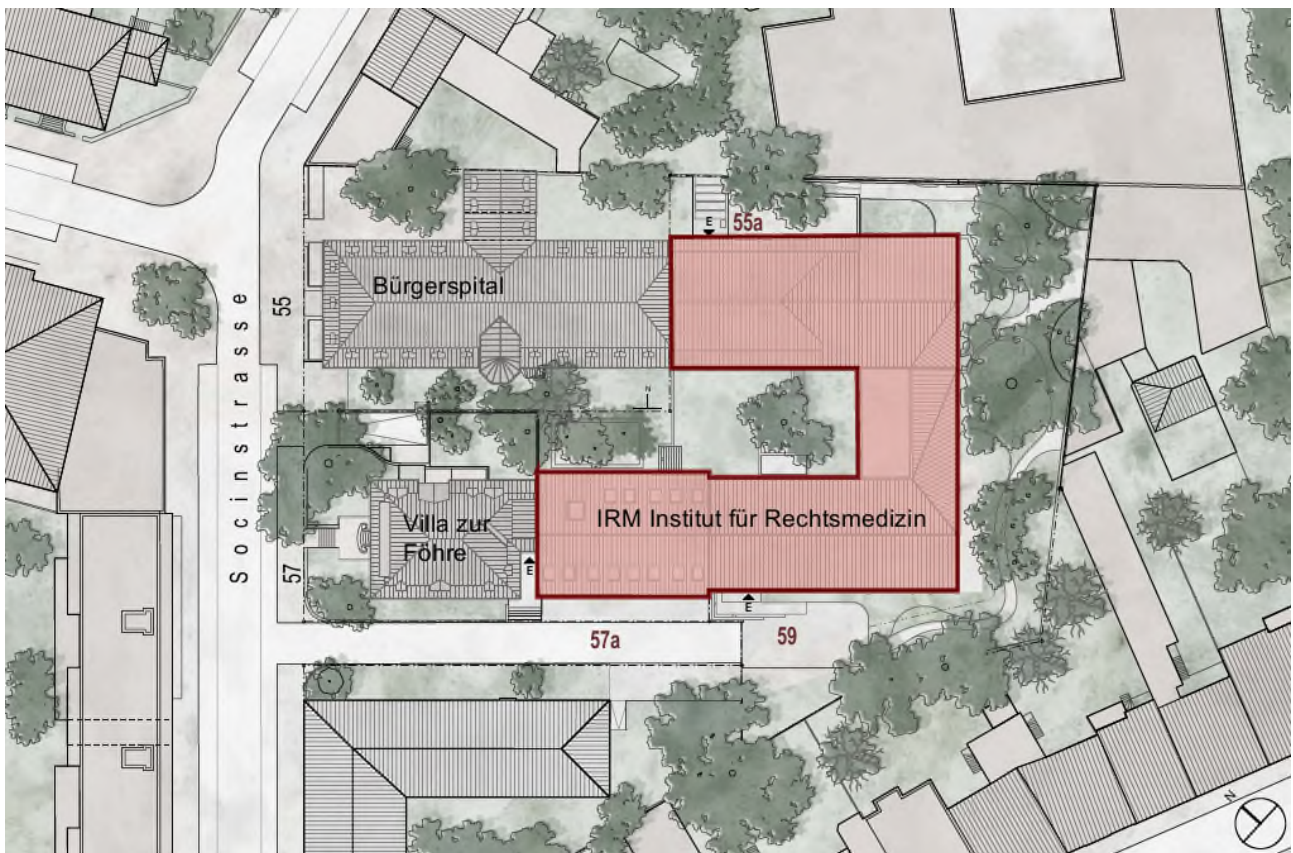 E
55a
Bürgerspital
55
Socinstrasse
N
Villa zur
Föhre
IRM Institut für Rechtsmedizin
E
57
E
57a
59
N